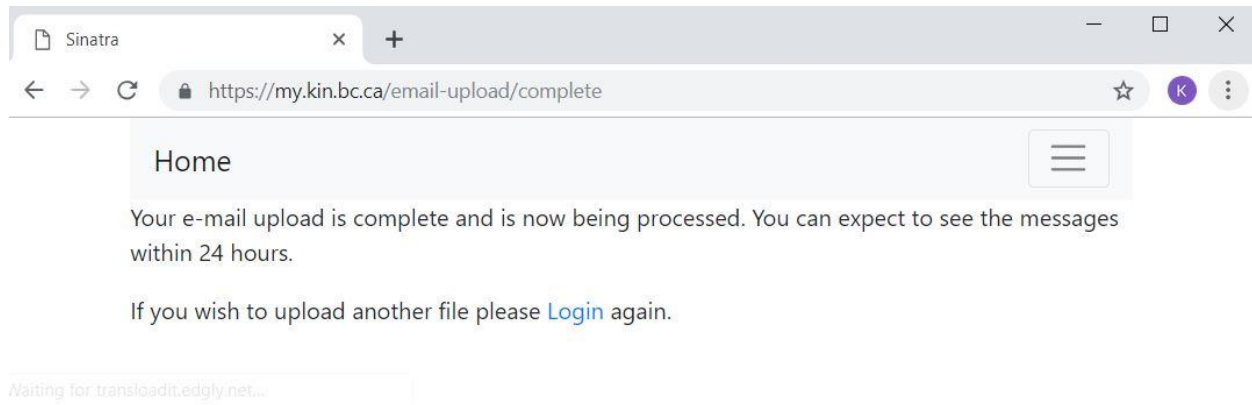 Sinatra
https://my.kin.bc.ca/email-upload/complete
K
Home
Your e-mail upload is complete and is now being processed. You can expect to see the messages
within 24 hours.
If you wish to upload another file please Login again.
Waiting for transloadit.edgly.net...